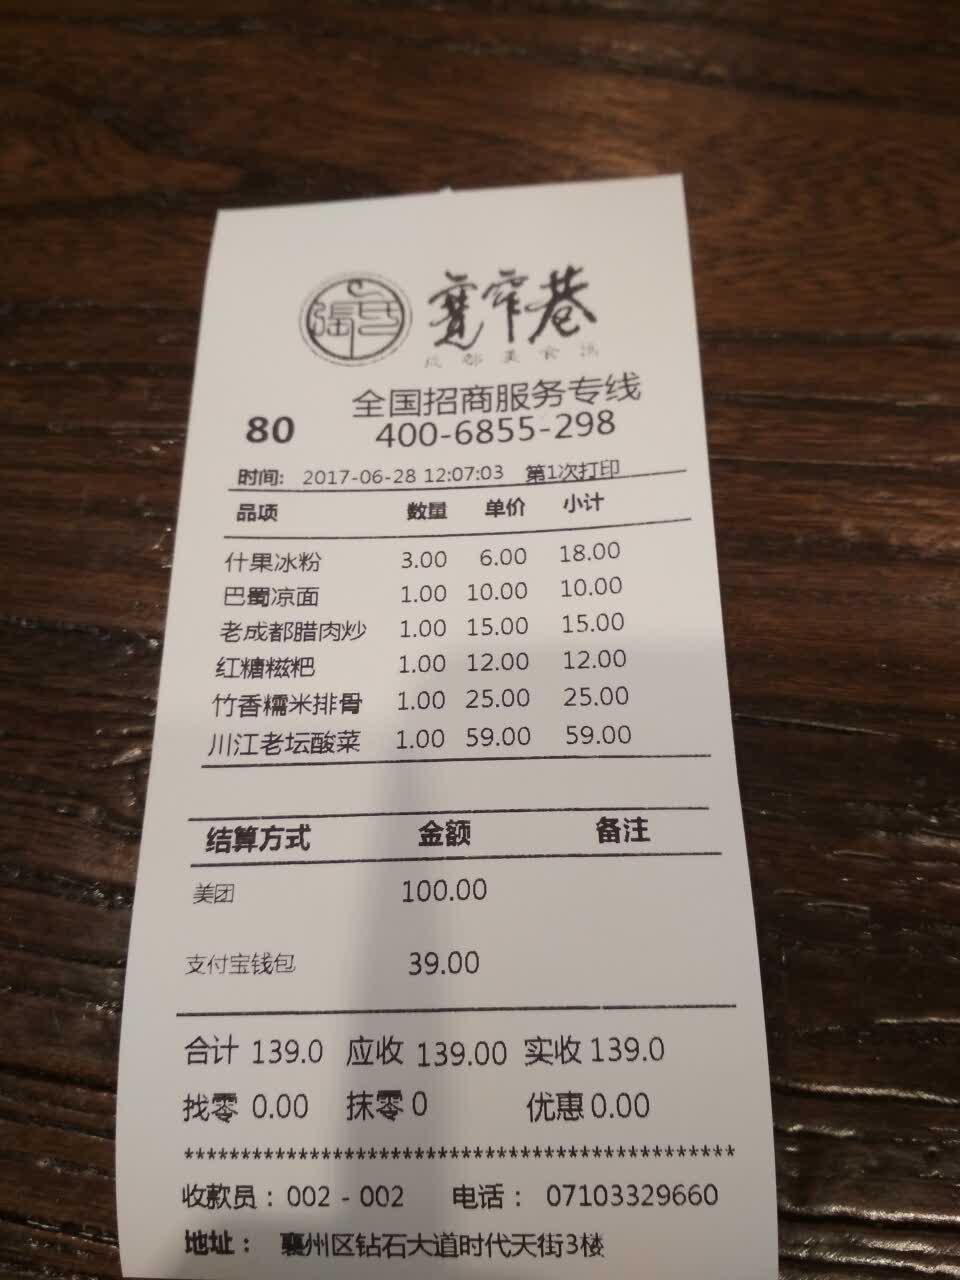 張氏
寬窄巷
成都美食
全国招商服务专线
80 400-6855-298
时间: 2017-06-28 12:07:03 第1次打印
品项 数量 单价 小计
什果冰粉 3.00 6.00 18.00
巴蜀凉面 1.00 10.00 10.00
老成都腊肉炒 1.00 15.00 15.00
红糖糍粑 1.00 12.00 12.00
竹香糯米排骨 1.00 25.00 25.00
川江老坛酸菜 1.00 59.00 59.00
结算方式 金额 备注
美团 100.00
支付宝钱包 39.00
合计 139.0 应收 139.00 实收 139.0
找零 0.00 抹零 0 优惠 0.00
**************************************************
收款员：002 - 002 电话： 07103329660
地址： 襄州区钻石大道时代天街3楼